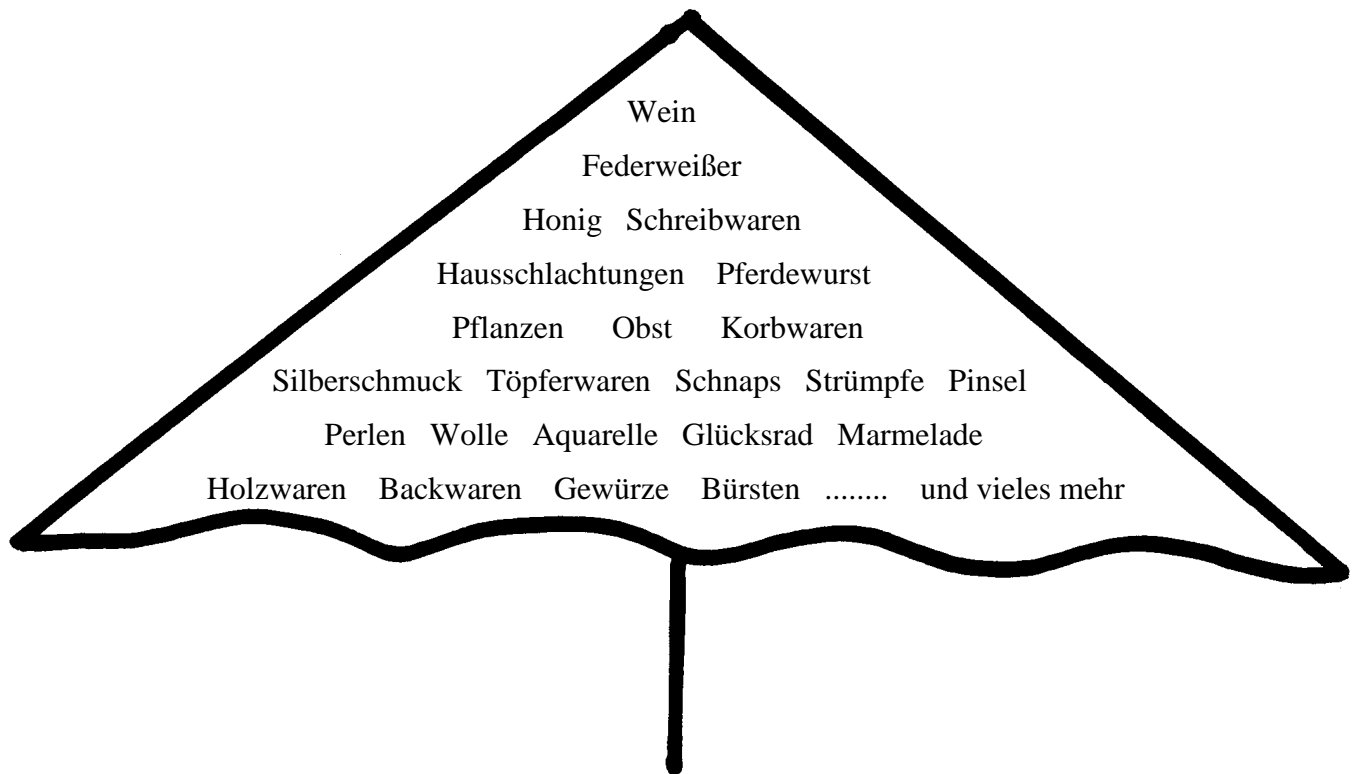 Wein
Federweißer
Honig Schreibwaren
Hausschlachtungen Pferdewurst
Pflanzen Obst Korbwaren
Silberschmuck Töpferwaren Schnaps Strümpfe Pinsel
Perlen Wolle Aquarelle Glücksrad Marmelade
Holzwaren Backwaren Gewürze Bürsten ........ und vieles mehr